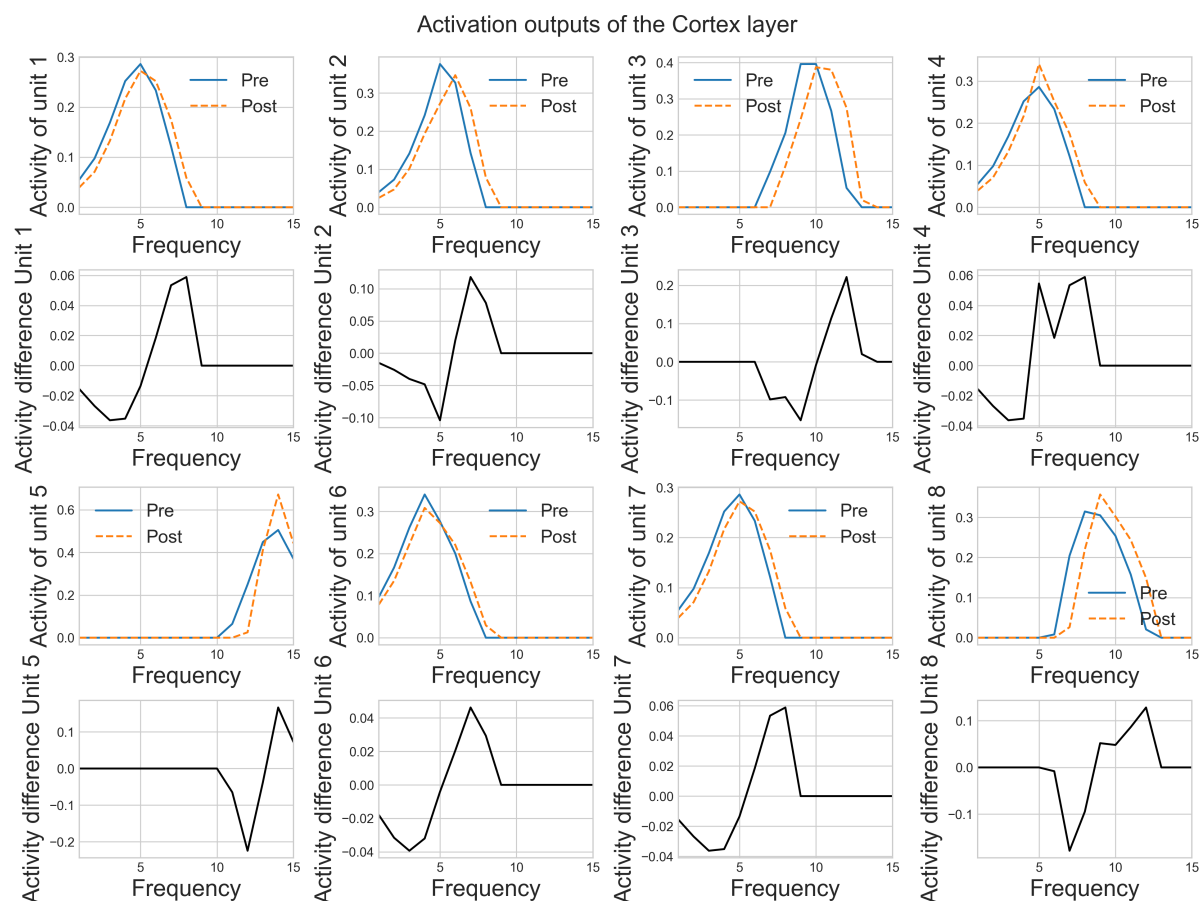 Activation outputs of the Cortex layer
Activity of unit 1
0.3
0.2
0.1
0.0
Pre
Post
5
10
15
Frequency
Activity of unit 2
0.3
0.2
0.1
0.0
Pre
Post
5
10
15
Frequency
Activity of unit 3
0.4
0.3
0.2
0.1
0.0
Pre
Post
5
10
15
Frequency
Activity of unit 4
0.3
0.2
0.1
0.0
Pre
Post
5
10
15
Frequency
Activity difference Unit 1
0.06
0.04
0.02
0.00
−0.02
−0.04
5
10
15
Frequency
Activity difference Unit 2
0.10
0.05
0.00
−0.05
−0.10
5
10
15
Frequency
Activity difference Unit 3
0.2
0.1
0.0
−0.1
5
10
15
Frequency
Activity difference Unit 4
0.06
0.04
0.02
0.00
−0.02
−0.04
5
10
15
Frequency
Activity of unit 5
0.6
0.4
0.2
0.0
Pre
Post
5
10
15
Frequency
Activity of unit 6
0.3
0.2
0.1
0.0
Pre
Post
5
10
15
Frequency
Activity of unit 7
0.3
0.2
0.1
0.0
Pre
Post
5
10
15
Frequency
Activity of unit 8
0.3
0.2
0.1
0.0
Pre
Post
5
10
15
Frequency
Activity difference Unit 5
0.1
0.0
−0.1
−0.2
5
10
15
Frequency
Activity difference Unit 6
0.04
0.02
0.00
−0.02
−0.04
5
10
15
Frequency
Activity difference Unit 7
0.06
0.04
0.02
0.00
−0.02
−0.04
5
10
15
Frequency
Activity difference Unit 8
0.1
0.0
−0.1
5
10
15
Frequency